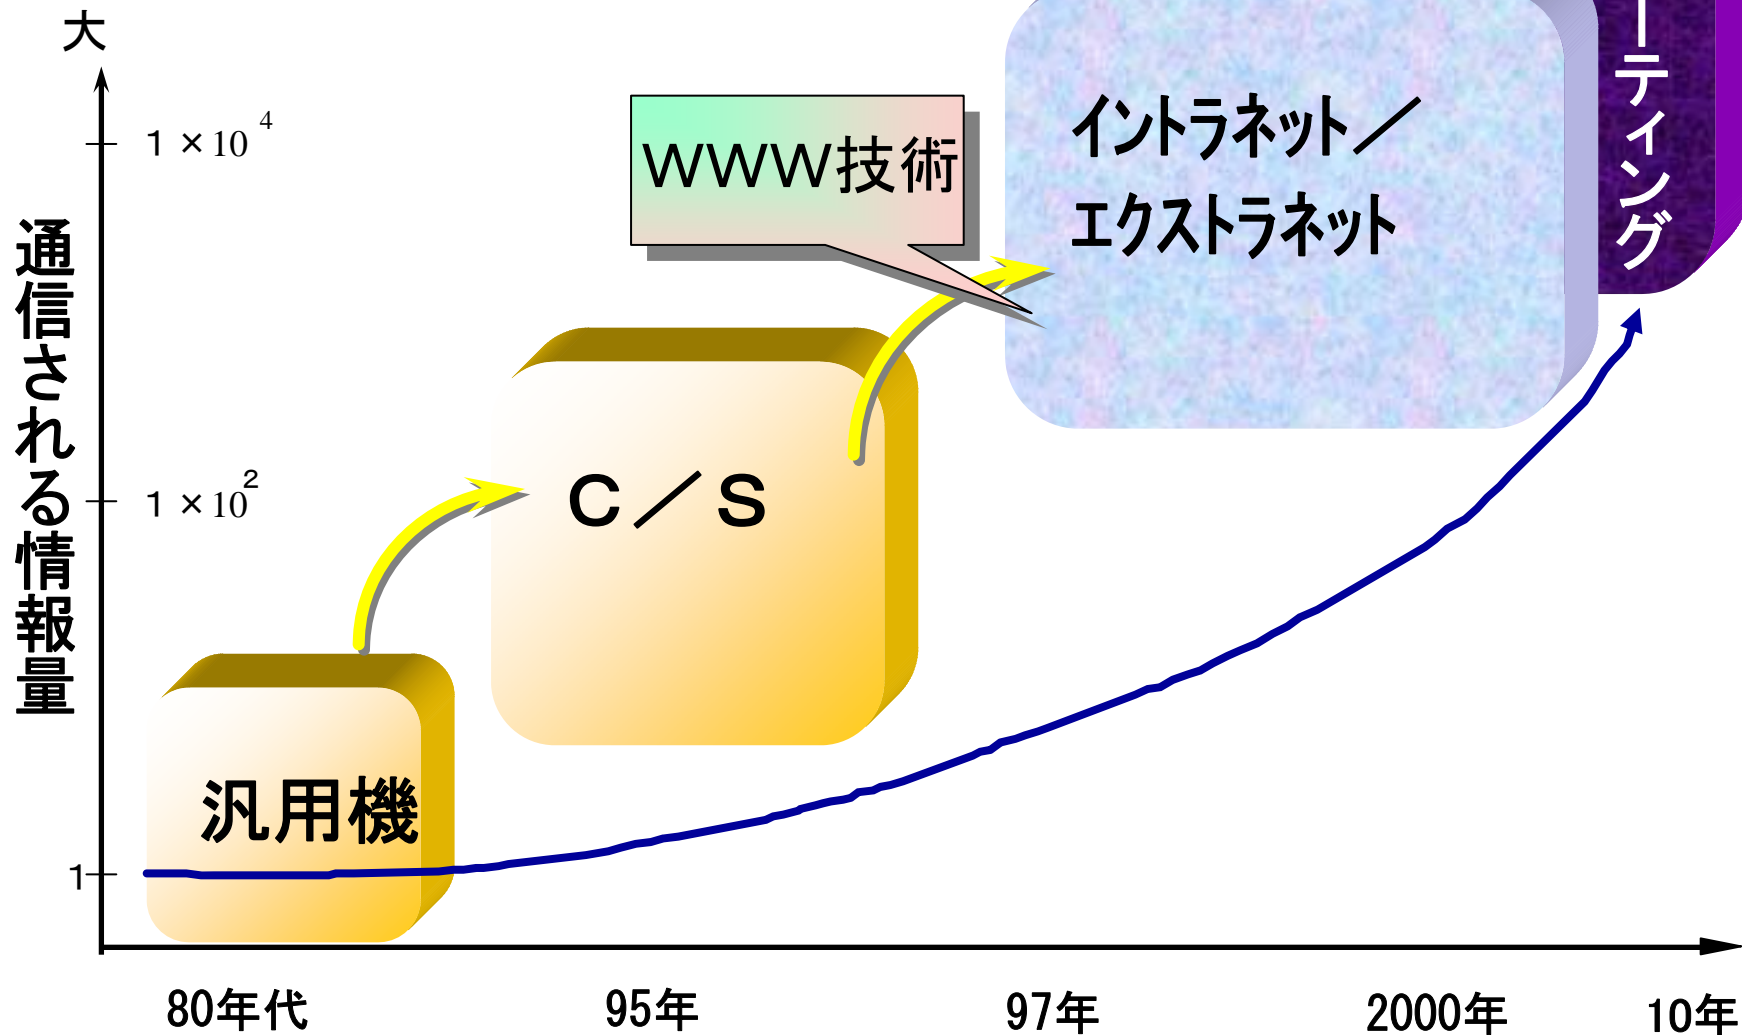 大
1×10⁴
WWW技術
イントラネット／
エクストラネット
ーティング
通信される情報量
C／S
1×10²
汎用機
1
80年代
95年
97年
2000年
10年